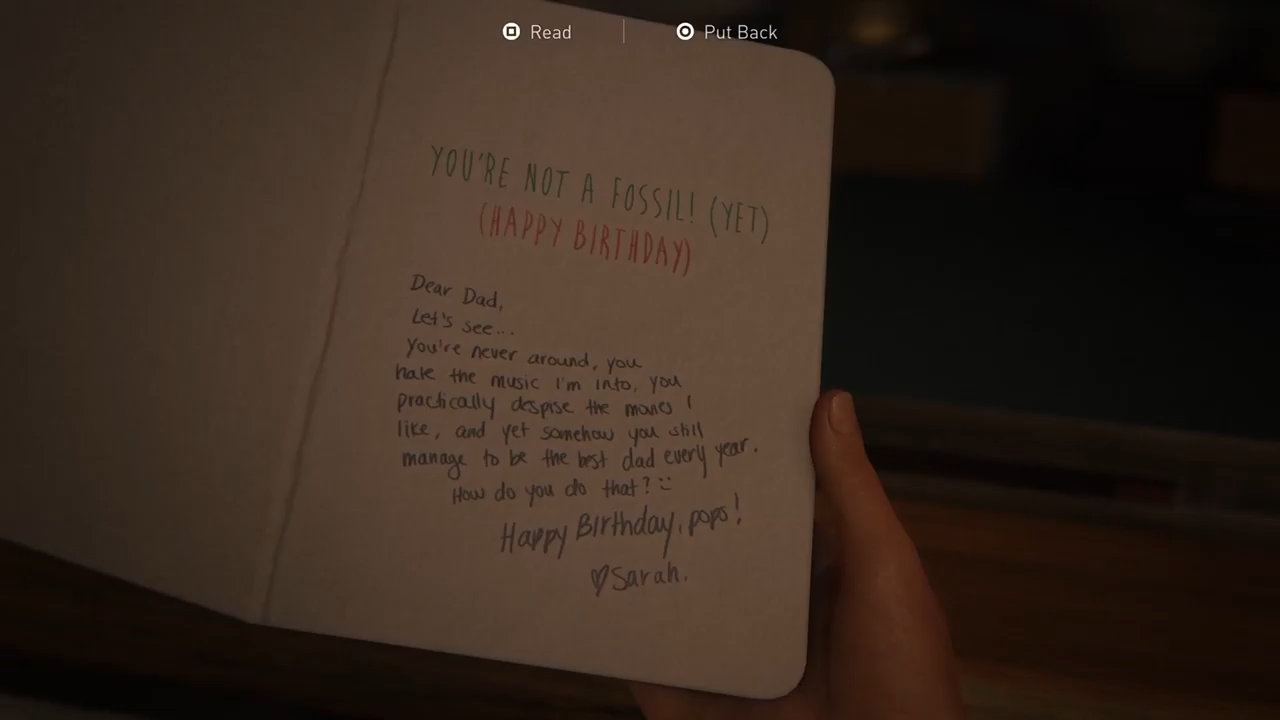 Read
Put Back
YOU'RE NOT A FOSSIL! (YET)
(HAPPY BIRTHDAY)
Dear Dad,
Let's see...
You're never around, you
hate the music I'm into, you
practically despise the movies I
like, and yet somehow you still
manage to be the best dad every year.
How do you do that? :)
Happy Birthday, pops!
♡Sarah.